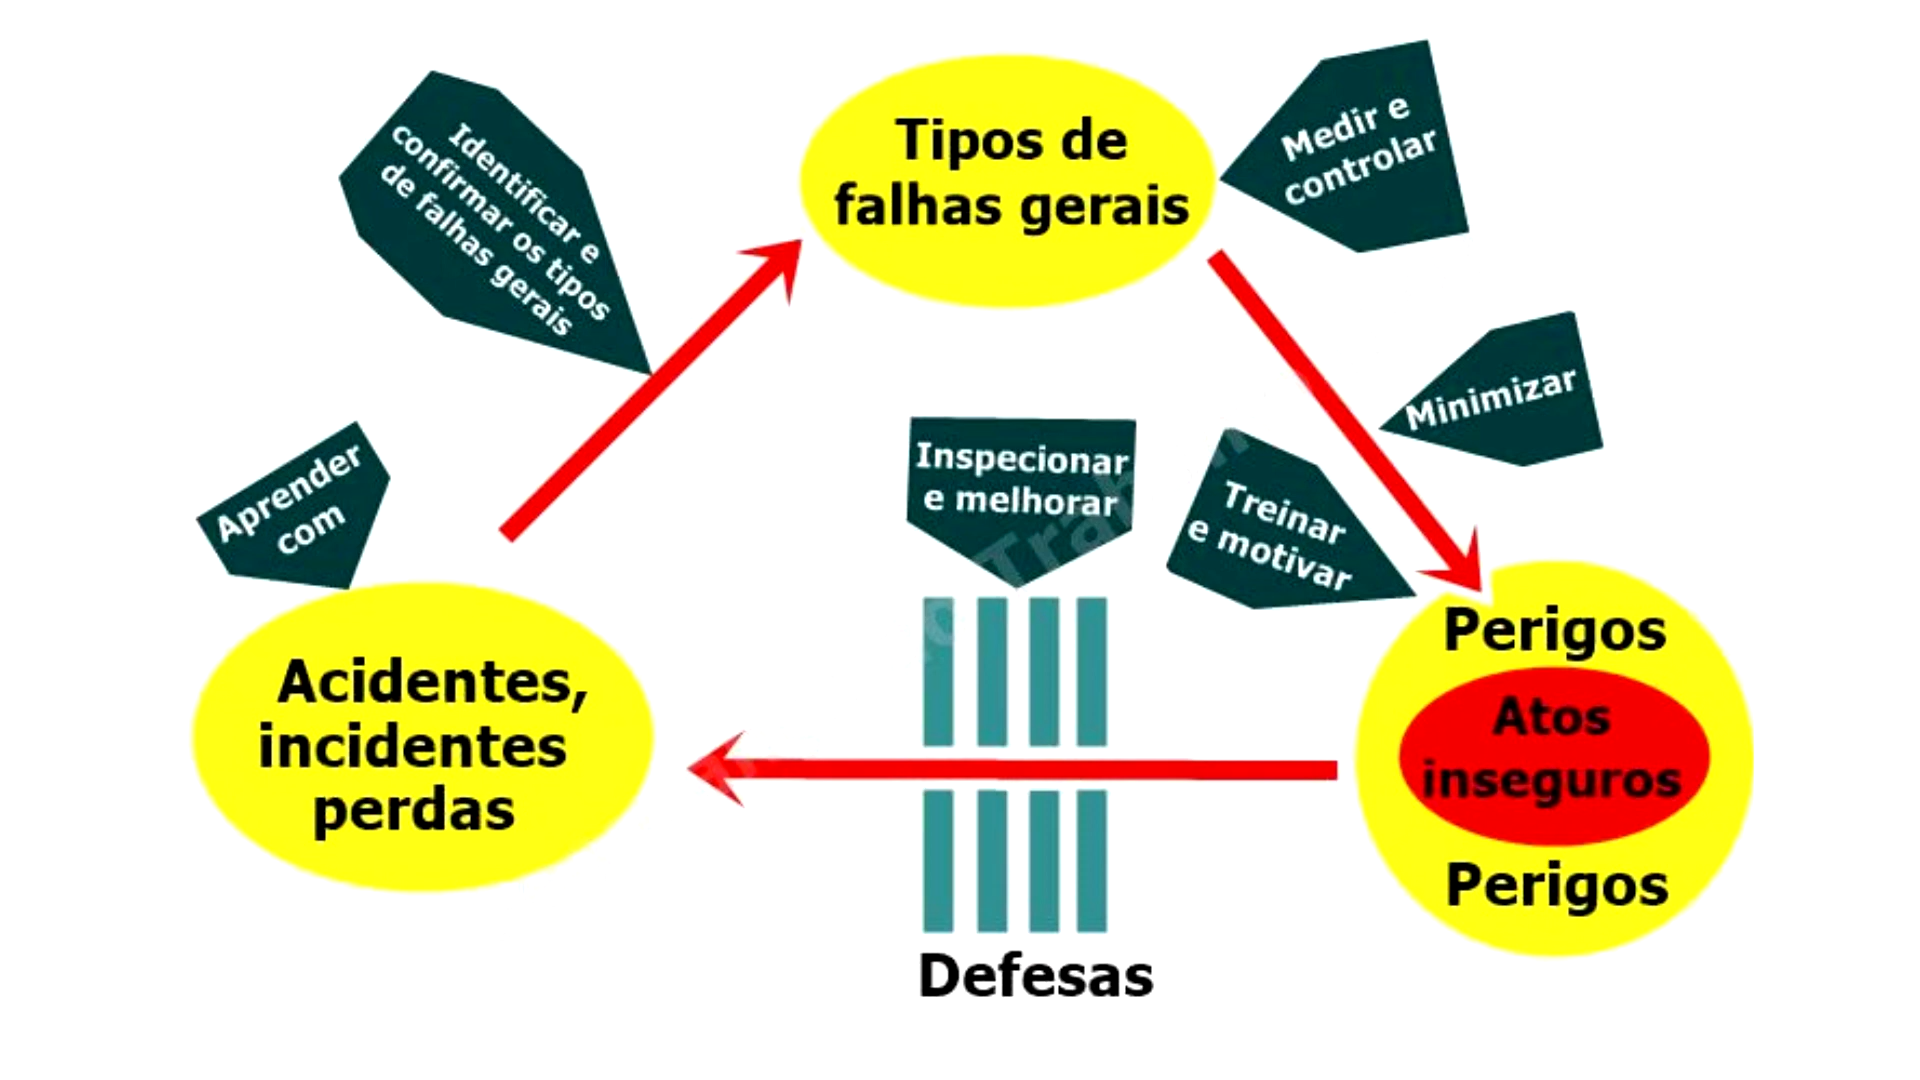 Tipos de
falhas gerais
Medir e
controlar
Identificar e
confirmar os tipos
de falhas gerais
Minimizar
Inspecionar
e melhorar
Treinar
e motivar
Aprender
com
Acidentes,
incidentes
perdas
Perigos
Atos
inseguros
Perigos
Defesas